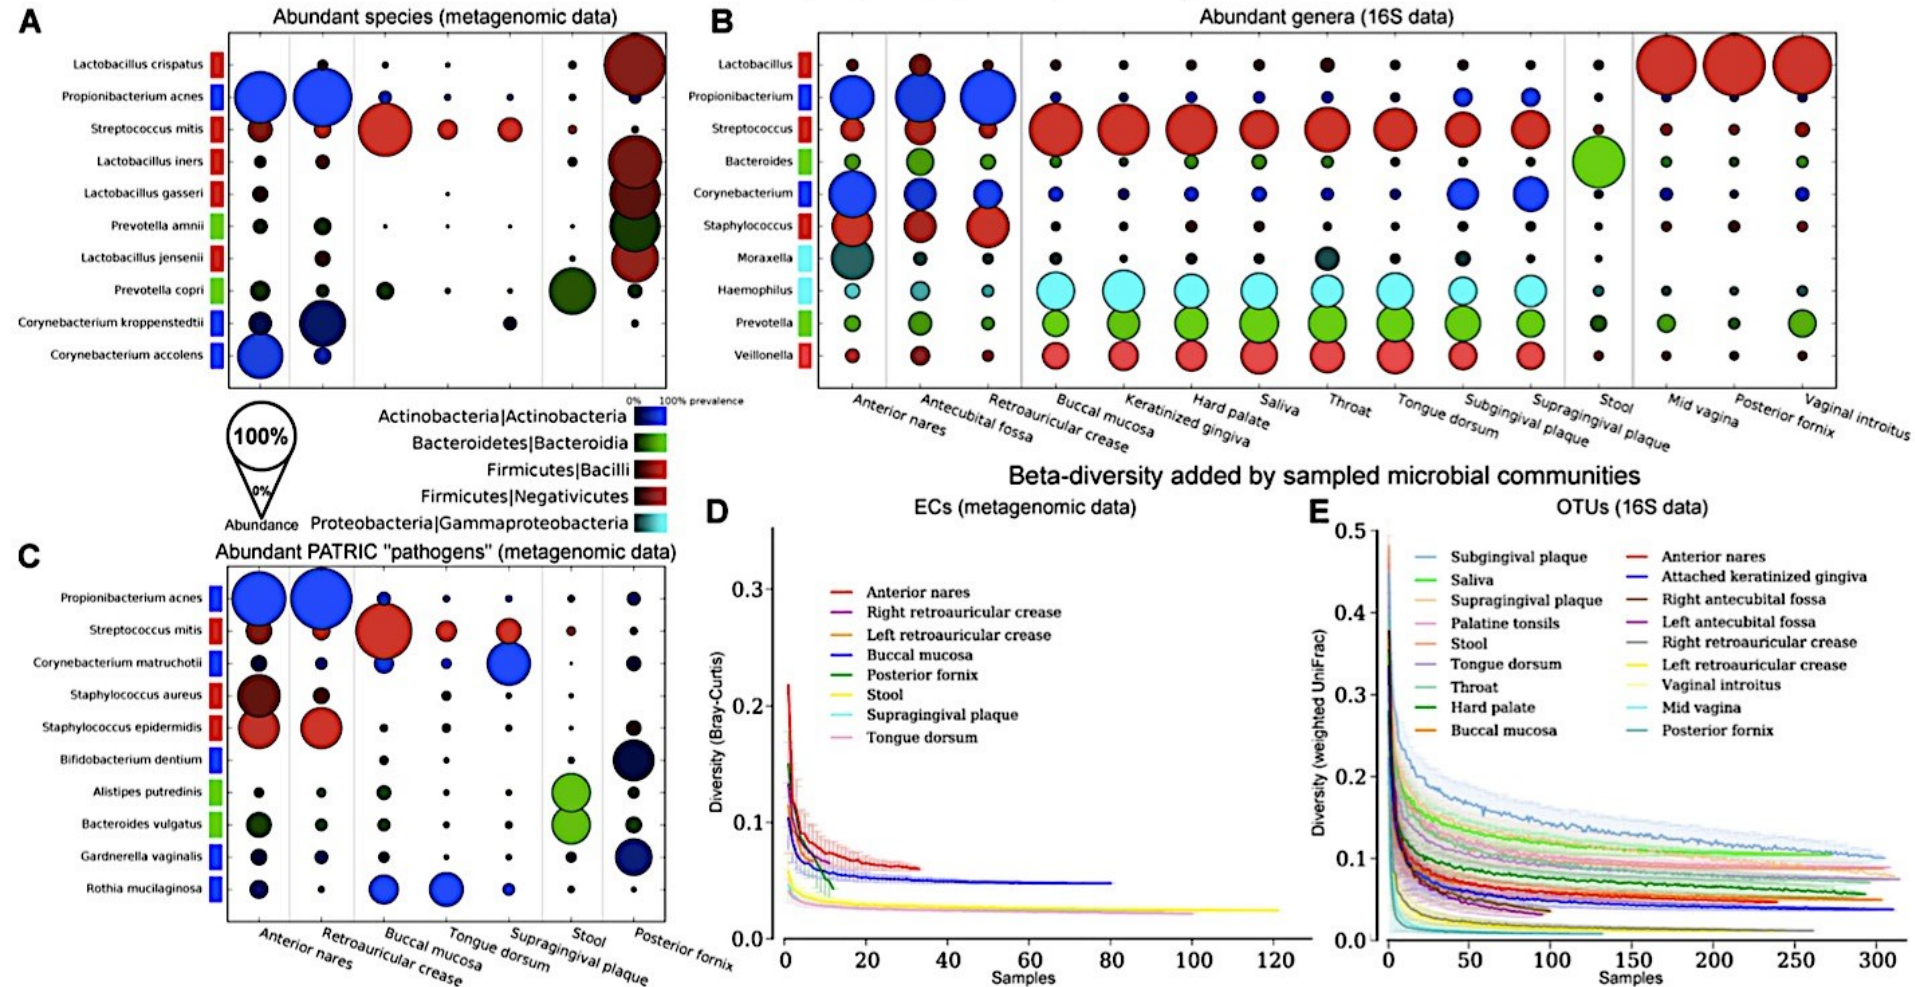 A
Abundant species (metagenomic data)
Lactobacillus crispatus
Propionibacterium acnes
Streptococcus mitis
Lactobacillus iners
Lactobacillus gasseri
Prevotella amnii
Lactobacillus jensenii
Prevotella copri
Corynebacterium kroppenstedtii
Corynebacterium accolens
B
Abundant genera (16S data)
Lactobacillus
Propionibacterium
Streptococcus
Bacteroides
Corynebacterium
Staphylococcus
Moraxella
Haemophilus
Prevotella
Veillonella
Anterior nares
Antecubital fossa
Retroauricular crease
Buccal mucosa
Keratinized gingiva
Hard palate
Saliva
Throat
Tongue dorsum
Subgingival plaque
Supragingival plaque
Stool
Mid vagina
Posterior fornix
Vaginal introitus
100%
0%
Abundance
0% 100% prevalence
Actinobacteria|Actinobacteria
Bacteroidetes|Bacteroidia
Firmicutes|Bacilli
Firmicutes|Negativicutes
Proteobacteria|Gammaproteobacteria
C
Abundant PATRIC "pathogens" (metagenomic data)
Propionibacterium acnes
Streptococcus mitis
Corynebacterium matruchotii
Staphylococcus aureus
Staphylococcus epidermidis
Bifidobacterium dentium
Alistipes putredinis
Bacteroides vulgatus
Gardnerella vaginalis
Rothia mucilaginosa
Anterior nares
Retroauricular crease
Buccal mucosa
Tongue dorsum
Supragingival plaque
Stool
Posterior fornix
Beta-diversity added by sampled microbial communities
D
ECs (metagenomic data)
Diversity (Bray-Curtis)
0.3
0.2
0.1
0.0
Anterior nares
Right retroauricular crease
Left retroauricular crease
Buccal mucosa
Posterior fornix
Stool
Supragingival plaque
Tongue dorsum
0 20 40 60 80 100 120
Samples
E
OTUs (16S data)
Diversity (weighted UniFrac)
0.5
0.4
0.3
0.2
0.1
0.0
Subgingival plaque
Saliva
Supragingival plaque
Palatine tonsils
Stool
Tongue dorsum
Throat
Hard palate
Buccal mucosa
Anterior nares
Attached keratinized gingiva
Right antecubital fossa
Left antecubital fossa
Right retroauricular crease
Left retroauricular crease
Vaginal introitus
Mid vagina
Posterior fornix
0 50 100 150 200 250 300
Samples